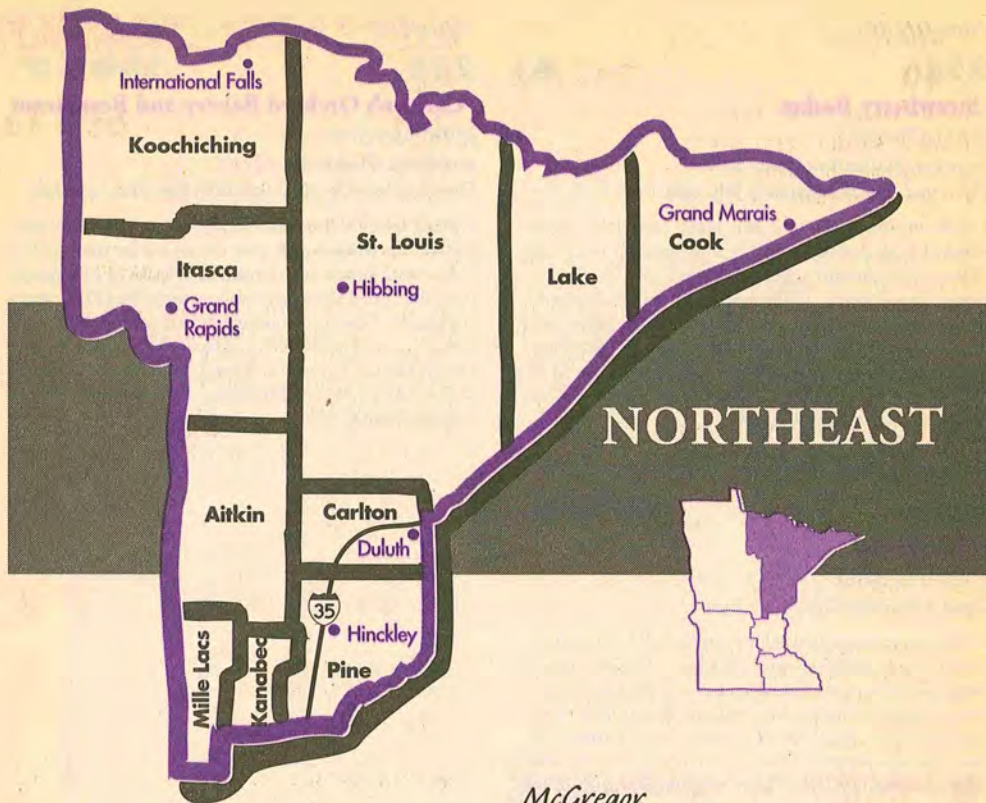 International Falls
Koochiching
Grand Marais
St. Louis
Cook
Itasca
Lake
Hibbing
Grand
Rapids
NORTHEAST
Aitkin
Carlton
Duluth
35
Hinckley
Mille Lacs
Kanabec
Pine
McGregor